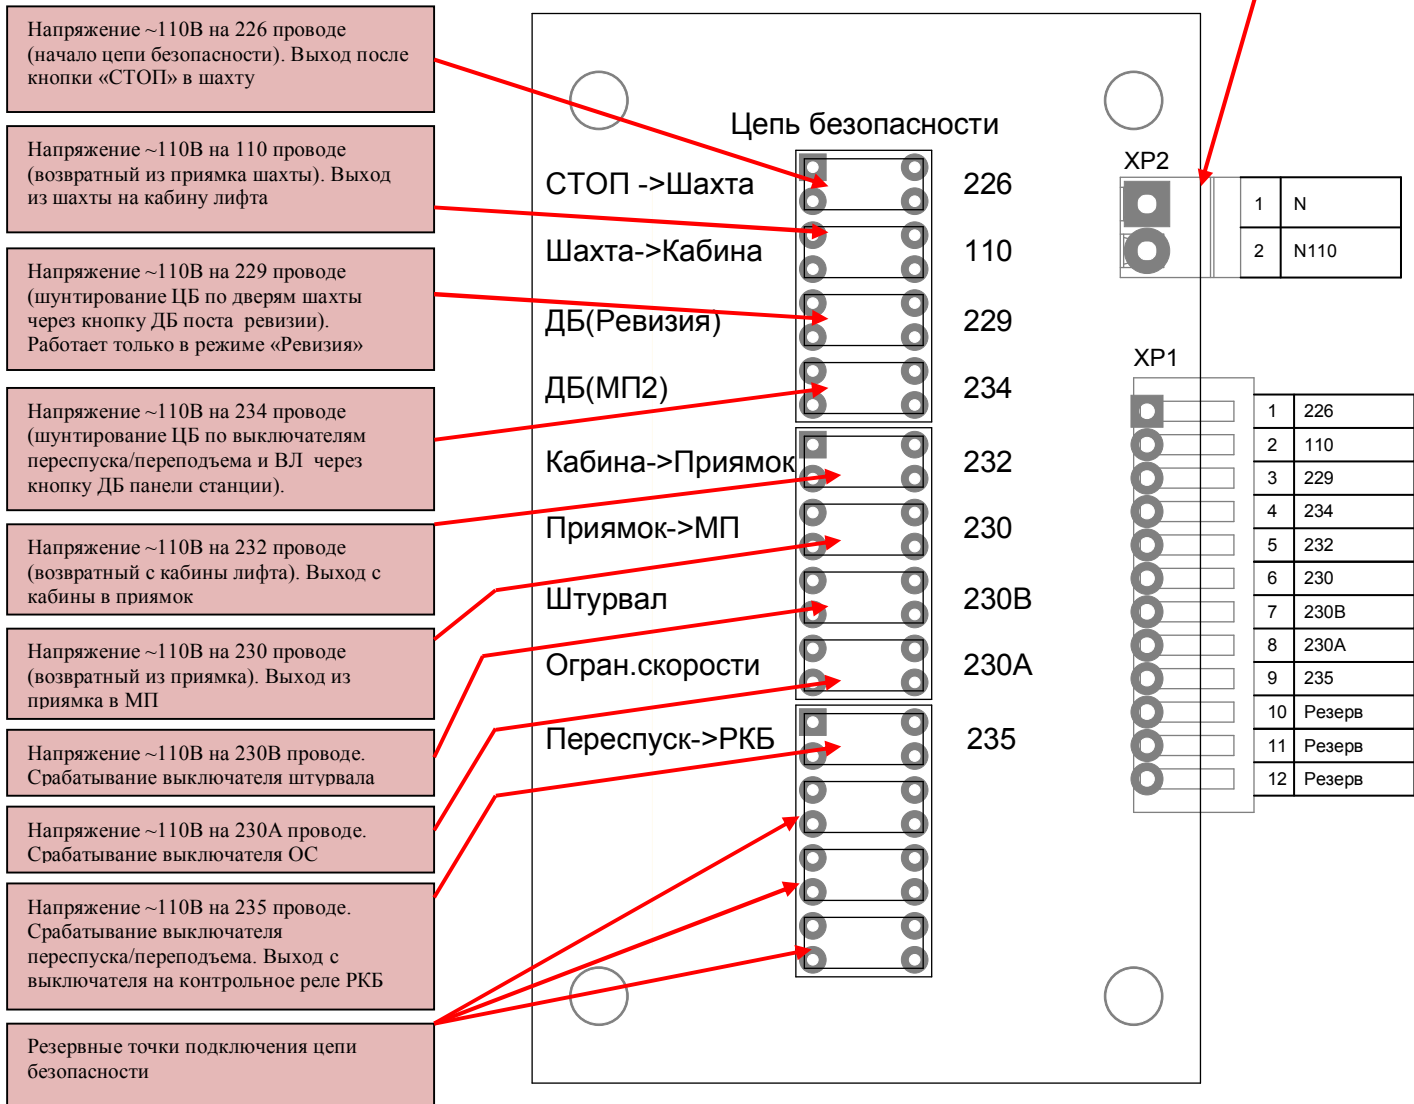 Напряжение ~110В на 226 проводе
(начало цепи безопасности). Выход после
кнопки «СТОП» в шахту
Напряжение ~110В на 110 проводе
(возвратный из приямка шахты). Выход
из шахты на кабину лифта
Напряжение ~110В на 229 проводе
(шунтирование ЦБ по дверям шахты
через кнопку ДБ поста ревизии).
Работает только в режиме «Ревизия»
Напряжение ~110В на 234 проводе
(шунтирование ЦБ по выключателям
переспуска/переподъема и ВЛ через
кнопку ДБ панели станции).
Напряжение ~110В на 232 проводе
(возвратный с кабины лифта). Выход с
кабины в приямок
Напряжение ~110В на 230 проводе
(возвратный из приямка). Выход из
приямка в МП
Напряжение ~110В на 230В проводе.
Срабатывание выключателя штурвала
Напряжение ~110В на 230А проводе.
Срабатывание выключателя ОС
Напряжение ~110В на 235 проводе.
Срабатывание выключателя
переспуска/переподъема. Выход с
выключателя на контрольное реле РКБ
Резервные точки подключения цепи
безопасности
Цепь безопасности
СТОП ->Шахта 226
Шахта->Кабина 110
ДБ(Ревизия) 229
ДБ(МП2) 234
Кабина->Приямок 232
Приямок->МП 230
Штурвал 230В
Огран.скорости 230А
Переспуск->РКБ 235
XP2
1 N
2 N110
XP1
1 226
2 110
3 229
4 234
5 232
6 230
7 230В
8 230А
9 235
10 Резерв
11 Резерв
12 Резерв